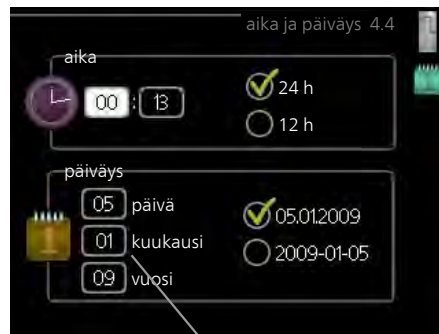 aika ja päiväys 4.4
aika
00 : 13
24 h
12 h
päiväys
05 päivä
01 kuukausi
09 vuosi
05.01.2009
2009-01-05